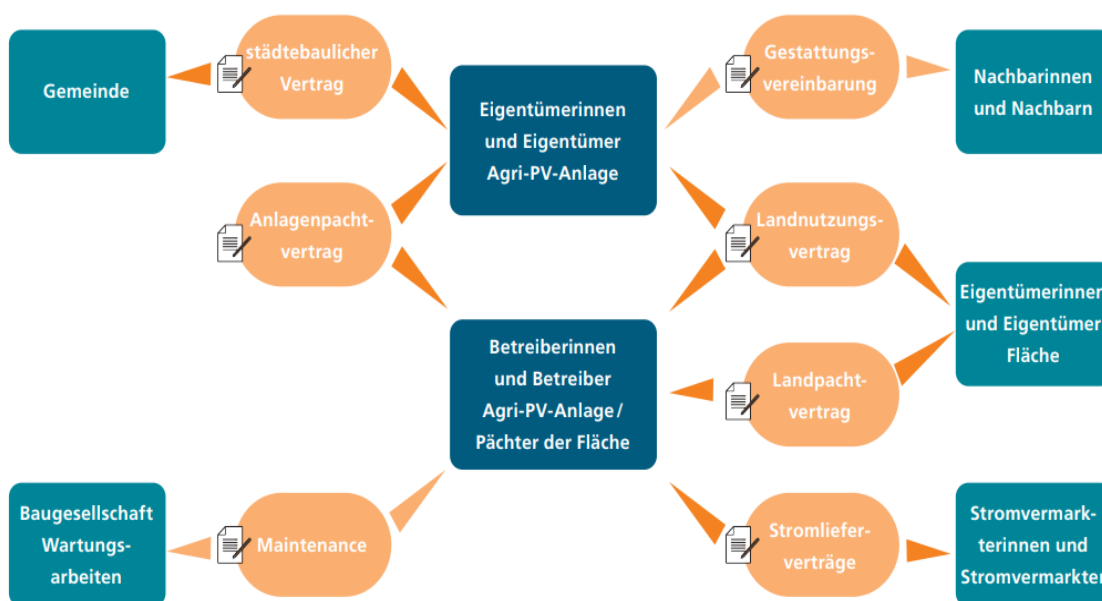 Gemeinde
städtebaulicher
Vertrag
Eigentümerinnen
und Eigentümer
Agri-PV-Anlage
Gestattungs-
vereinbarung
Nachbarinnen
und Nachbarn
Anlagenpacht-
vertrag
Landnutzungs-
vertrag
Eigentümerinnen
und Eigentümer
Fläche
Betreiberinnen
und Betreiber
Agri-PV-Anlage/
Pächter der Fläche
Landpacht-
vertrag
Baugesellschaft
Wartungs-
arbeiten
Maintenance
Stromliefer-
verträge
Stromvermark-
terinnen und
Stromvermarkter